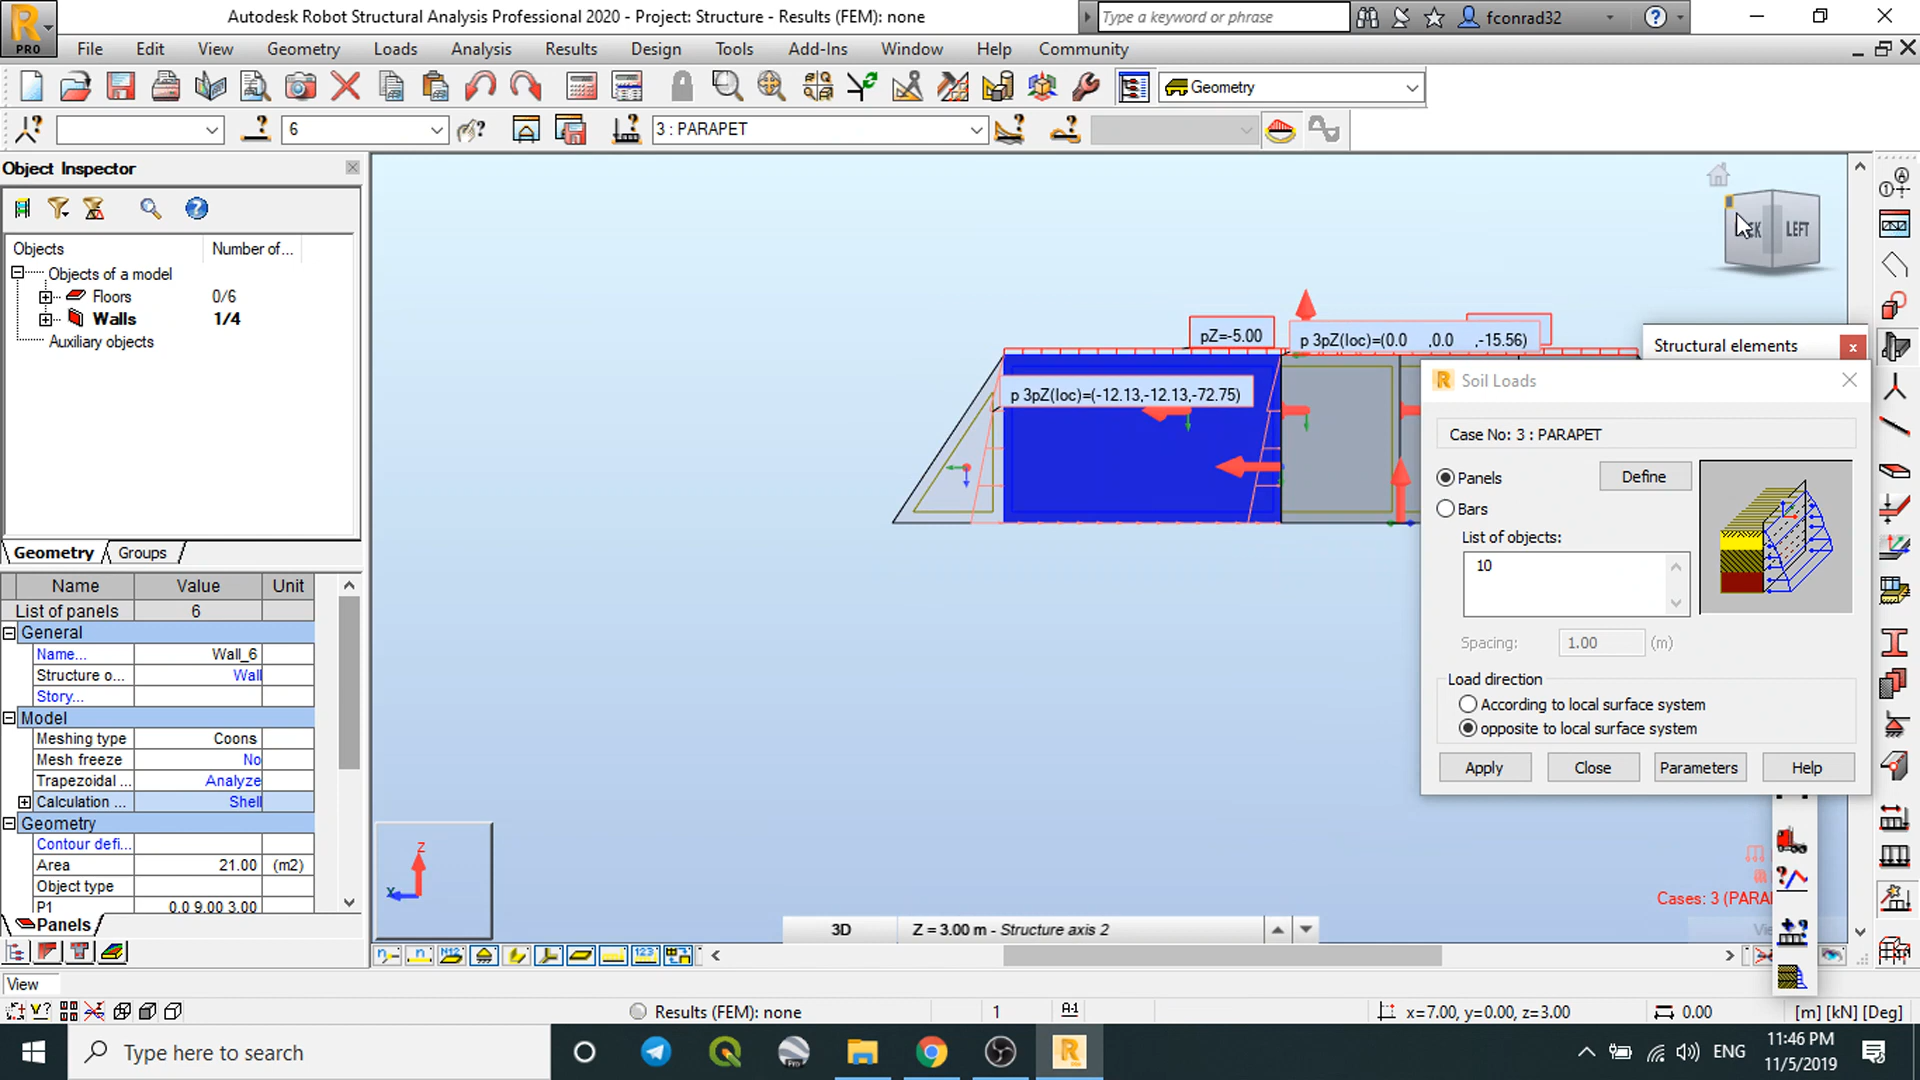 Autodesk Robot Structural Analysis Professional 2020 - Project: Structure - Results (FEM): none
Type a keyword or phrase
fconrad32
PRO
File Edit View Geometry Loads Analysis Results Design Tools Add-Ins Window Help Community
Geometry
6
3 : PARAPET
Object Inspector
Objects Number of...
Objects of a model
Floors 0/6
Walls 1/4
Auxiliary objects
Geometry Groups
Name Value Unit
List of panels 6
General
Name... Wall_6
Structure o... Wall
Story...
Model
Meshing type Coons
Mesh freeze No
Trapezoidal ... Analyze
Calculation ... Shell
Geometry
Contour defi...
Area 21.00 (m2)
Object type
P1 0.0 9.00 3.00
Panels
View
LEFT
pZ=-5.00
p 3pZ(loc)=(0.0 ,0.0 ,-15.56)
p 3pZ(loc)=(-12.13,-12.13,-72.75)
Structural elements
Soil Loads
Case No: 3 : PARAPET
Panels
Define
Bars
List of objects:
10
Spacing: 1.00 (m)
Load direction
According to local surface system
opposite to local surface system
Apply Close Parameters Help
Z
X
Cases: 3 (PARA
3D Z = 3.00 m - Structure axis 2
Results (FEM): none
1
x=7.00, y=0.00, z=3.00
0.00
[m] [kN] [Deg]
Type here to search
ENG
11:46 PM
11/5/2019